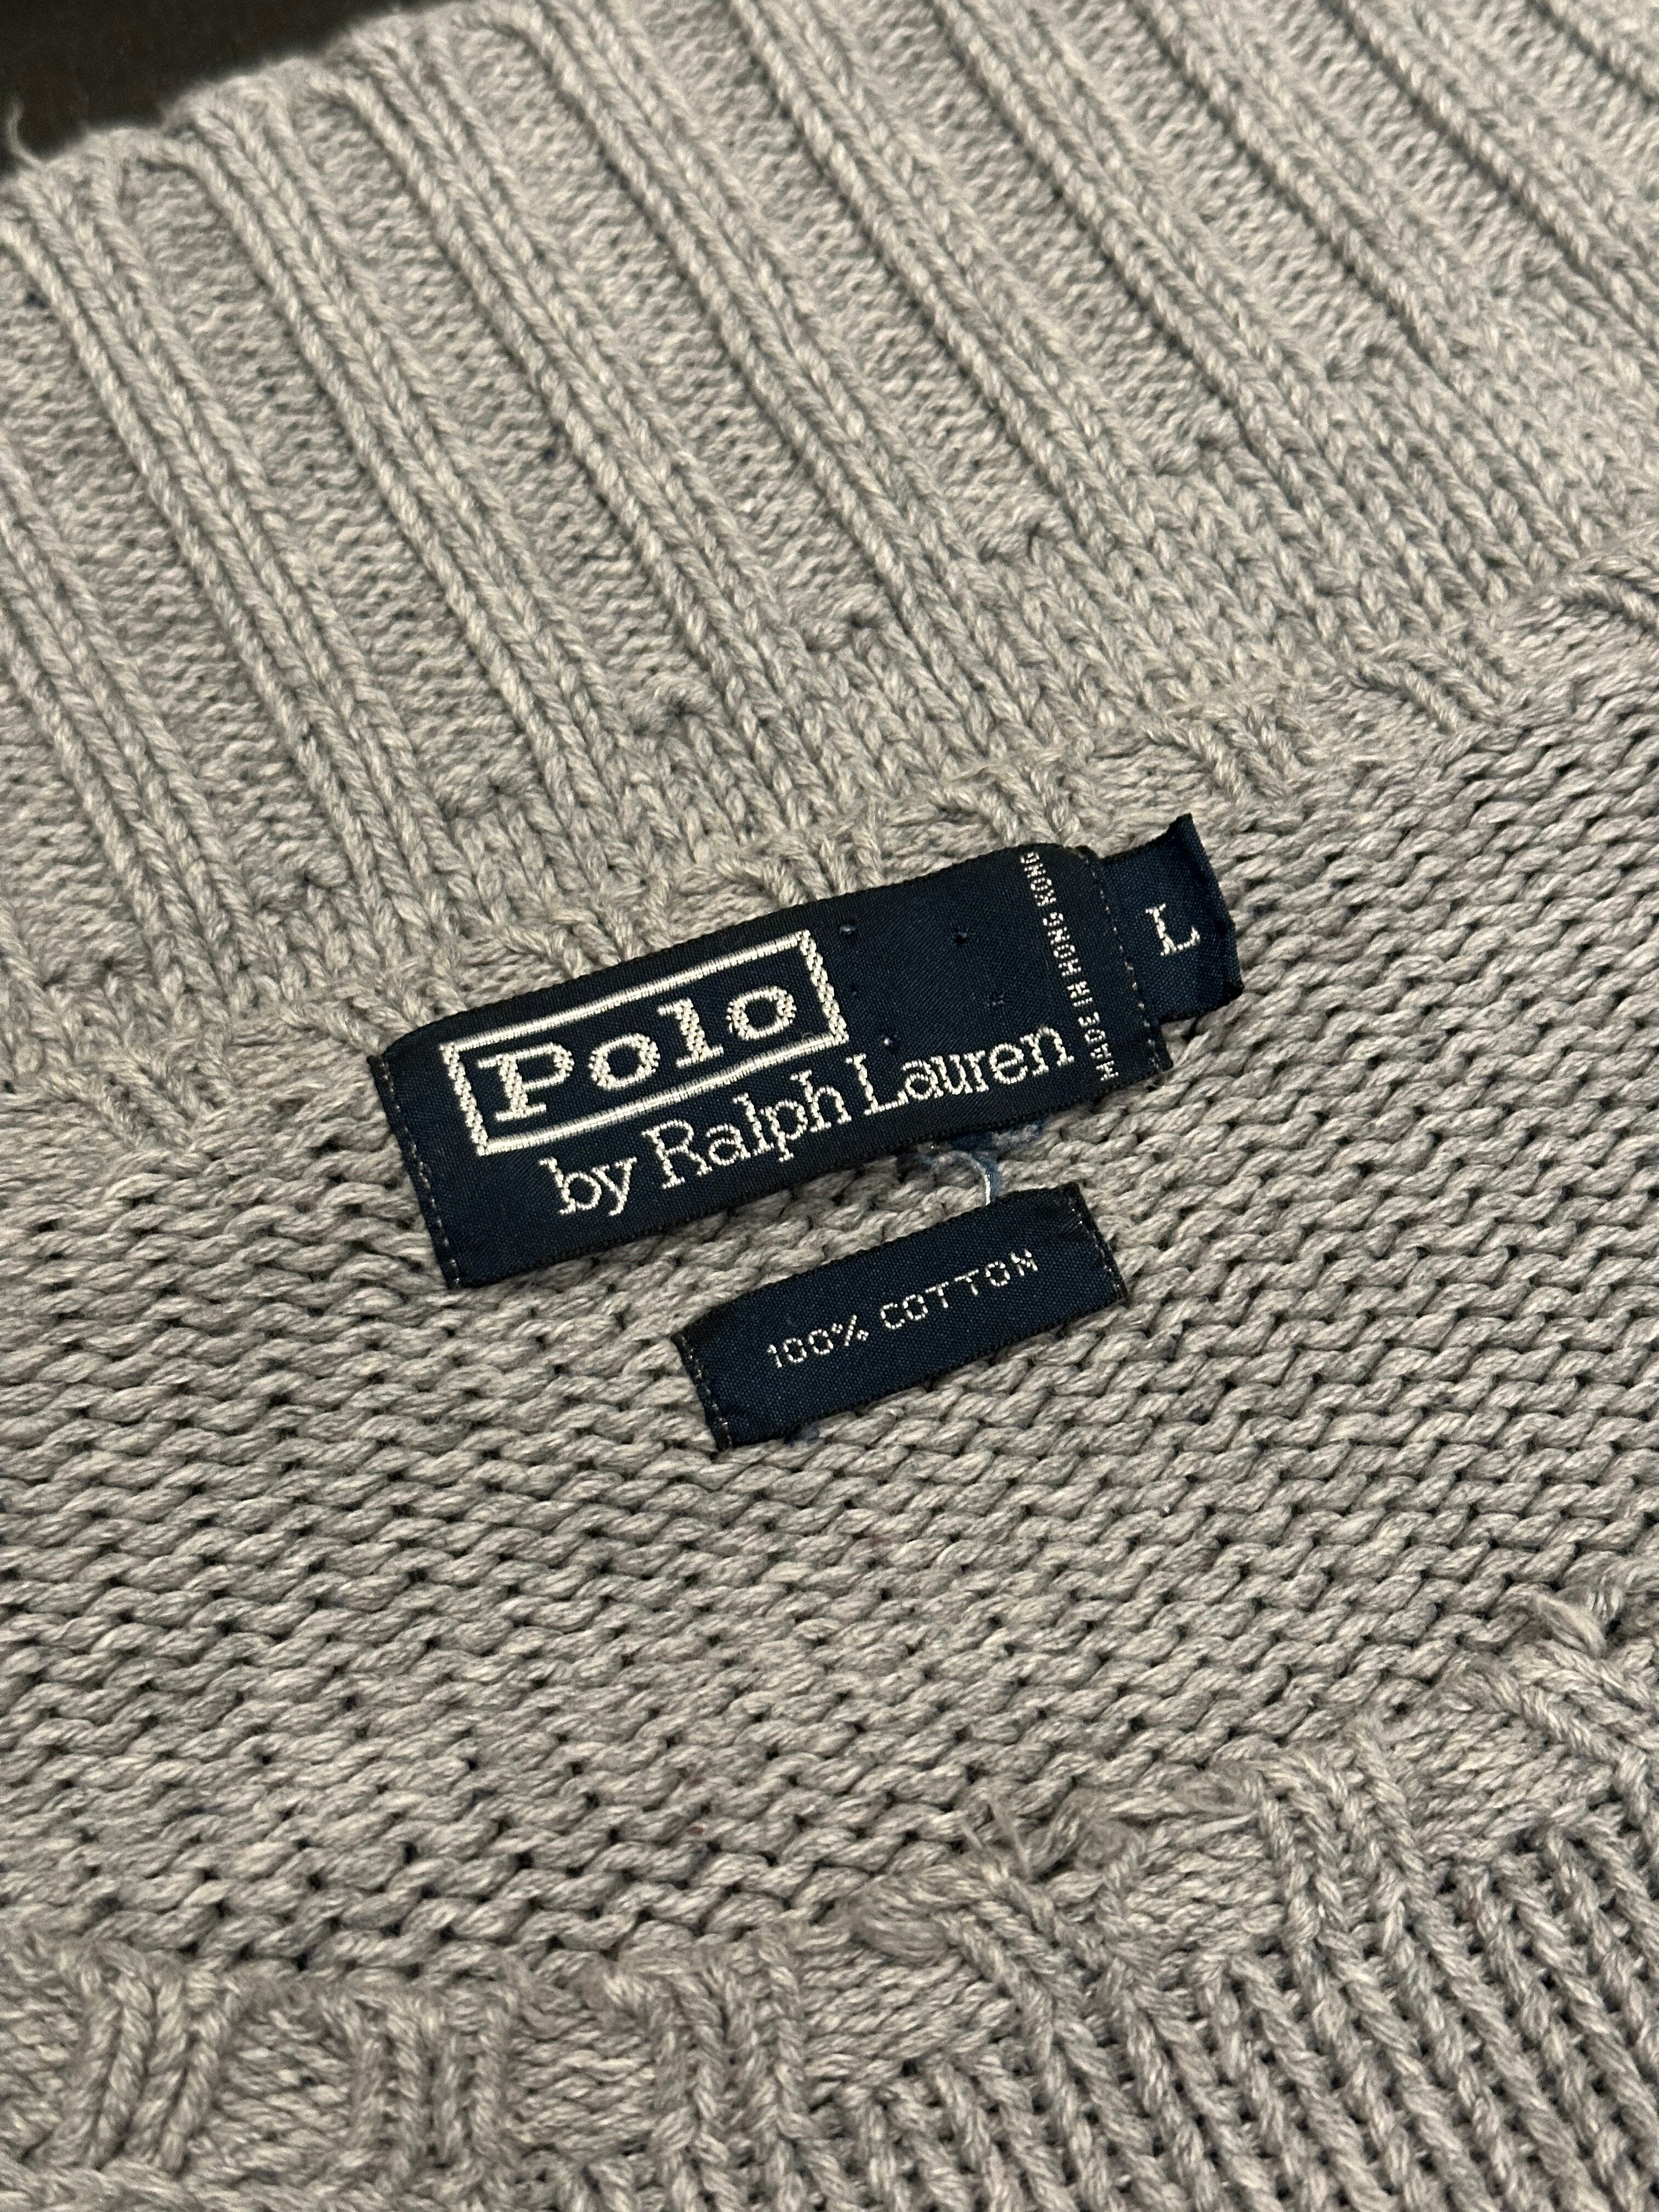 Polo
by Ralph Lauren
MADE IN HONG KONG
L
100% COTTON